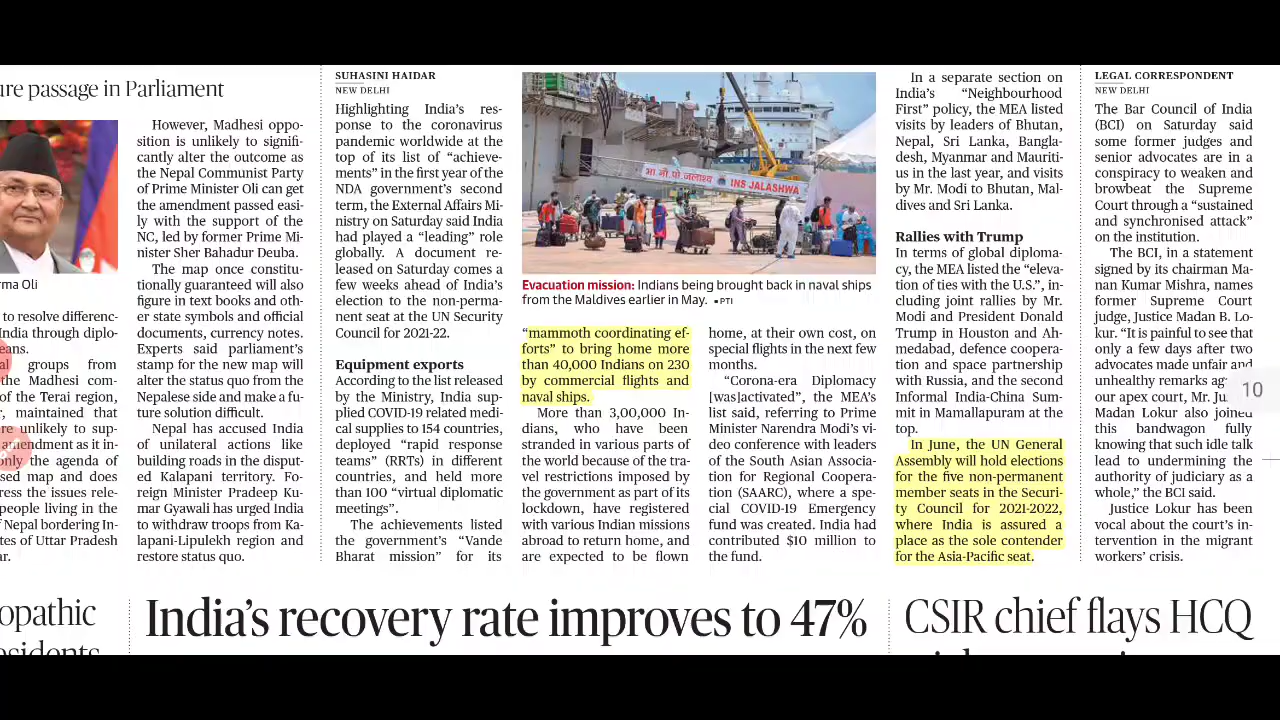 ure passage in Parliament
rma Oli
to resolve differenc-
India through diplo-
eans.
al groups from
the Madhesi com-
of the Terai region,
maintained that
re unlikely to sup-
amendment as it in-
only the agenda of
sed map and does
ress the issues rele-
people living in the
f Nepal bordering In-
tes of Uttar Pradesh
ar.
However, Madhesi oppo-
sition is unlikely to signifi-
cantly alter the outcome as
the Nepal Communist Party
of Prime Minister Oli can get
the amendment passed easi-
ly with the support of the
NC, led by former Prime Mi-
nister Sher Bahadur Deuba.
The map once constitu-
tionally guaranteed will also
figure in text books and oth-
er state symbols and official
documents, currency notes.
Experts said parliament's
stamp for the new map will
alter the status quo from the
Nepalese side and make a fu-
ture solution difficult.
Nepal has accused India
of unilateral actions like
building roads in the disput-
ed Kalapani territory. Fo-
reign Minister Pradeep Ku-
mar Gyawali has urged India
to withdraw troops from Ka-
lapani-Lipulekh region and
restore status quo.
SUHASINI HAIDAR
NEW DELHI
Highlighting India's res-
ponse to the coronavirus
pandemic worldwide at the
top of its list of "achieve-
ments" in the first year of the
NDA government's second
term, the External Affairs Mi-
nistry on Saturday said India
had played a "leading" role
globally. A document re-
leased on Saturday comes a
few weeks ahead of India's
election to the non-perma-
nent seat at the UN Security
Council for 2021-22.
Equipment exports
According to the list released
by the Ministry, India sup-
plied COVID-19 related medi-
cal supplies to 154 countries,
deployed "rapid response
teams" (RRTs) in different
countries, and held more
than 100 "virtual diplomatic
meetings".
The achievements listed
the government's "Vande
Bharat mission" for its
भा नौ पो जलाश्व INS JALASHWA
Evacuation mission: Indians being brought back in naval ships
from the Maldives earlier in May. ▪PTI
"mammoth coordinating ef-
forts" to bring home more
than 40,000 Indians on 230
by commercial flights and
naval ships.
More than 3,00,000 In-
dians, who have been
stranded in various parts of
the world because of the tra-
vel restrictions imposed by
the government as part of its
lockdown, have registered
with various Indian missions
abroad to return home, and
are expected to be flown
home, at their own cost, on
special flights in the next few
months.
"Corona-era Diplomacy
[was]activated", the MEA's
list said, referring to Prime
Minister Narendra Modi's vi-
deo conference with leaders
of the South Asian Associa-
tion for Regional Coopera-
tion (SAARC), where a spe-
cial COVID-19 Emergency
fund was created. India had
contributed $10 million to
the fund.
In a separate section on
India's "Neighbourhood
First" policy, the MEA listed
visits by leaders of Bhutan,
Nepal, Sri Lanka, Bangla-
desh, Myanmar and Mauriti-
us in the last year, and visits
by Mr. Modi to Bhutan, Mal-
dives and Sri Lanka.
Rallies with Trump
In terms of global diploma-
cy, the MEA listed the "eleva-
tion of ties with the U.S.", in-
cluding joint rallies by Mr.
Modi and President Donald
Trump in Houston and Ah-
medabad, defence coopera-
tion and space partnership
with Russia, and the second
Informal India-China Sum-
mit in Mamallapuram at the
top.
In June, the UN General
Assembly will hold elections
for the five non-permanent
member seats in the Securi-
ty Council for 2021-2022,
where India is assured a
place as the sole contender
for the Asia-Pacific seat.
LEGAL CORRESPONDENT
NEW DELHI
The Bar Council of India
(BCI) on Saturday said
some former judges and
senior advocates are in a
conspiracy to weaken and
browbeat the Supreme
Court through a "sustained
and synchronised attack"
on the institution.
The BCI, in a statement
signed by its chairman Ma-
nan Kumar Mishra, names
former Supreme Court
judge, Justice Madan B. Lo-
kur. "It is painful to see that
only a few days after two
advocates made unfair and
unhealthy remarks ag
our apex court, Mr. Ju
Madan Lokur also joined
this bandwagon fully
knowing that such idle talk
lead to undermining the
authority of judiciary as a
whole," the BCI said.
Justice Lokur has been
vocal about the court's in-
tervention in the migrant
workers' crisis.
10
opathic
India's recovery rate improves to 47%
CSIR chief flays HCQ